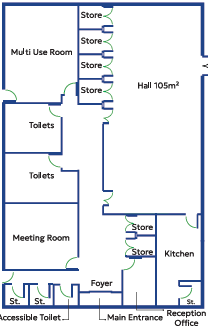 Store
Store
Multi Use Room
Store
Hall 105m²
Store
Toilets
Toilets
Meeting Room
Store
Store
Kitchen
Foyer
St.
St.
St.
Accessible Toilet
Main Entrance
Reception
Office